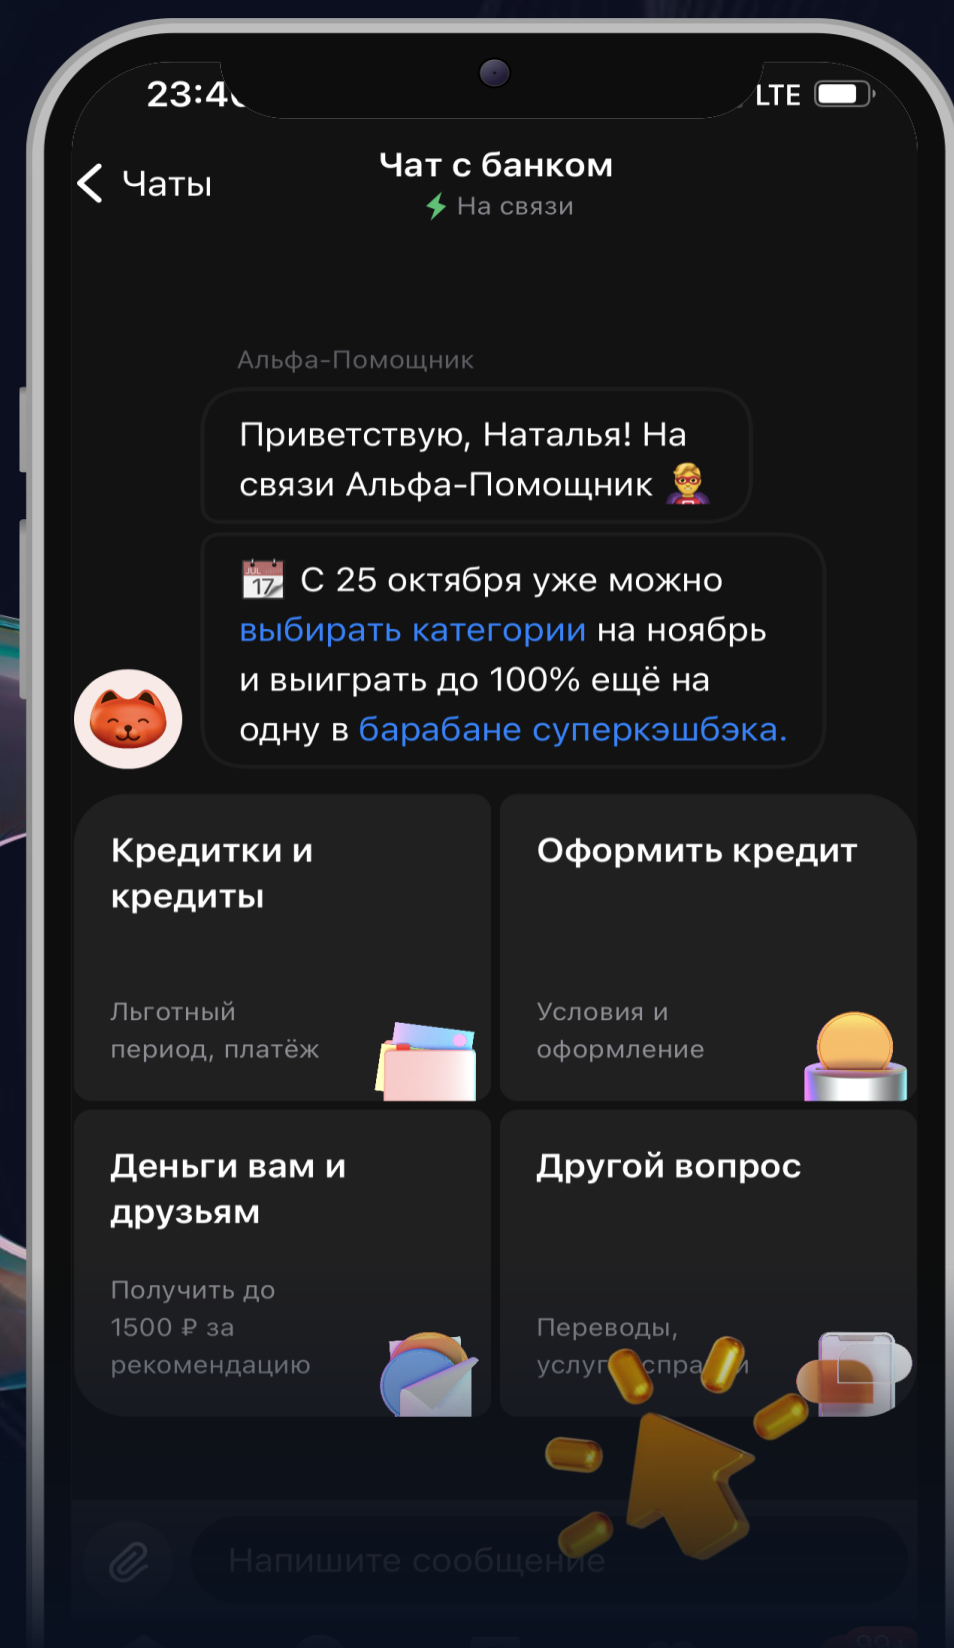 LTE
Чаты
Чат с банком
На связи
Альфа-Помощник
Приветствую, Наталья! На
связи Альфа-Помощник
JUL
17
С 25 октября уже можно
выбирать категории на ноябрь
и выиграть до 100% ещё на
одну в барабане суперкэшбэка.
Кредитки и
кредиты
Льготный
период, платёж
Оформить кредит
Условия и
оформление
Деньги вам и
друзьям
Получить до
1500 ₽ за
рекомендацию
Другой вопрос
Переводы,
Напишите сообщение